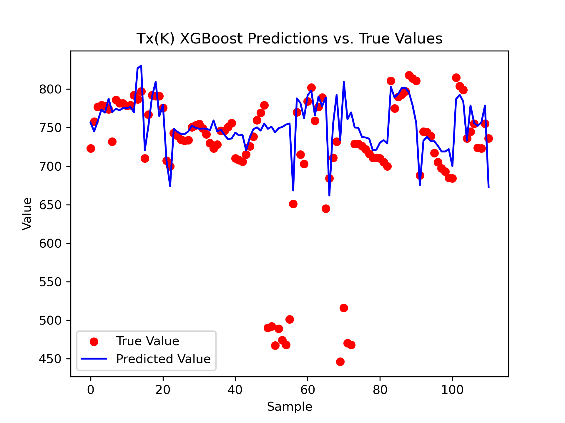 Tx(K) XGBoost Predictions vs. True Values
Value
800
750
700
650
600
550
500
450
True Value
Predicted Value
0
20
40
60
80
100
Sample